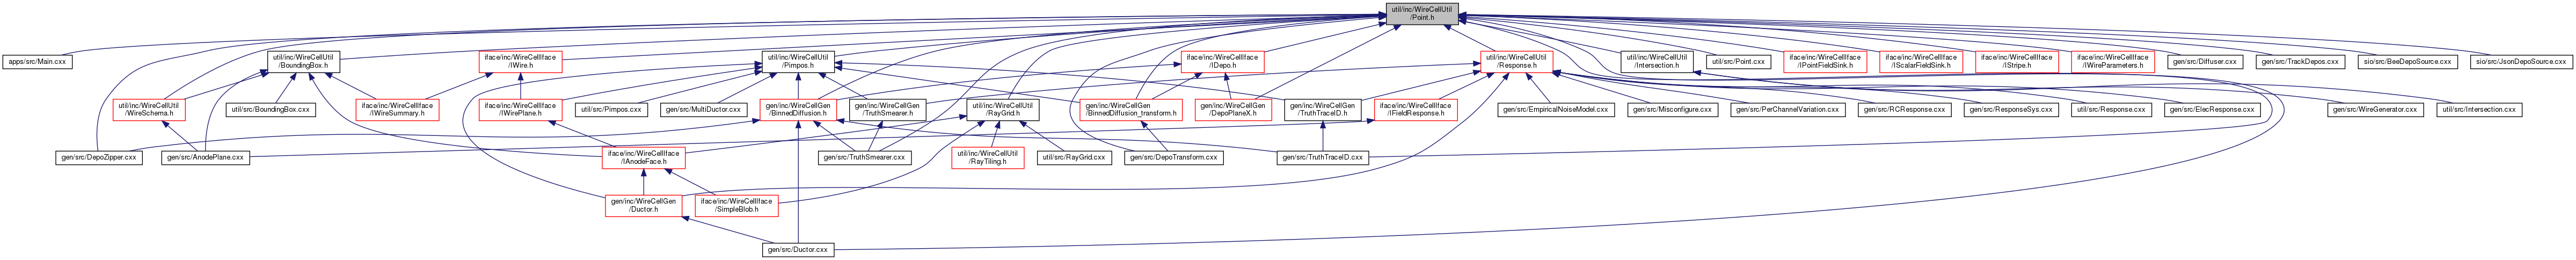 util/inc/WireCellUtil
/Point.h
apps/src/Main.cxx
util/inc/WireCellUtil
/BoundingBox.h
iface/inc/WireCellIface
/IWire.h
util/inc/WireCellUtil
/Pimpos.h
iface/inc/WireCellIface
/IDepo.h
util/inc/WireCellUtil
/Response.h
util/inc/WireCellUtil
/Intersection.h
util/src/Point.cxx
iface/inc/WireCellIface
/IPointFieldSink.h
iface/inc/WireCellIface
/IScalarFieldSink.h
iface/inc/WireCellIface
/IStripe.h
iface/inc/WireCellIface
/IWireParameters.h
gen/src/Diffuser.cxx
gen/src/TrackDepos.cxx
sio/src/BeeDepoSource.cxx
sio/src/JsonDepoSource.cxx
util/inc/WireCellUtil
/WireSchema.h
util/src/BoundingBox.cxx
iface/inc/WireCellIface
/IWireSummary.h
iface/inc/WireCellIface
/IWirePlane.h
util/src/Pimpos.cxx
gen/src/MultiDuctor.cxx
gen/inc/WireCellGen
/BinnedDiffusion.h
gen/inc/WireCellGen
/TruthSmearer.h
util/inc/WireCellUtil
/RayGrid.h
gen/inc/WireCellGen
/BinnedDiffusion_transform.h
gen/inc/WireCellGen
/DepoPlaneX.h
gen/inc/WireCellGen
/TruthTraceID.h
iface/inc/WireCellIface
/IFieldResponse.h
gen/src/EmpiricalNoiseModel.cxx
gen/src/Misconfigure.cxx
gen/src/PerChannelVariation.cxx
gen/src/RCResponse.cxx
gen/src/ResponseSys.cxx
util/src/Response.cxx
gen/src/ElecResponse.cxx
gen/src/WireGenerator.cxx
util/src/Intersection.cxx
gen/src/DepoZipper.cxx
gen/src/AnodePlane.cxx
iface/inc/WireCellIface
/IAnodeFace.h
gen/src/TruthSmearer.cxx
util/inc/WireCellUtil
/RayTiling.h
util/src/RayGrid.cxx
gen/src/DepoTransform.cxx
gen/src/TruthTraceID.cxx
gen/inc/WireCellGen
/Ductor.h
iface/inc/WireCellIface
/SimpleBlob.h
gen/src/Ductor.cxx